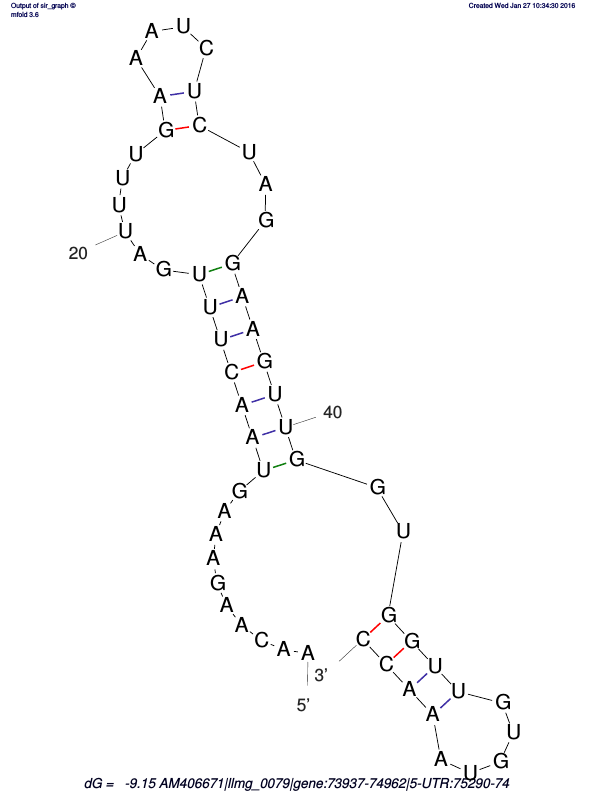 Output of sir_graph ©
mfold 3.6
Created Wed Jan 27 10:34:30 2016
A U
A C
A U
G C
U U
U A
U G
U
20
A
G U G
U A
U A
C G
A U
A U 40
U G
G G
A
A U
A
G
A G
A
C C G
A A
C U
3'
A U
5' G
A U
A G
U
dG = -9.15 AM406671|llmg_0079|gene:73937-74962|5-UTR:75290-74